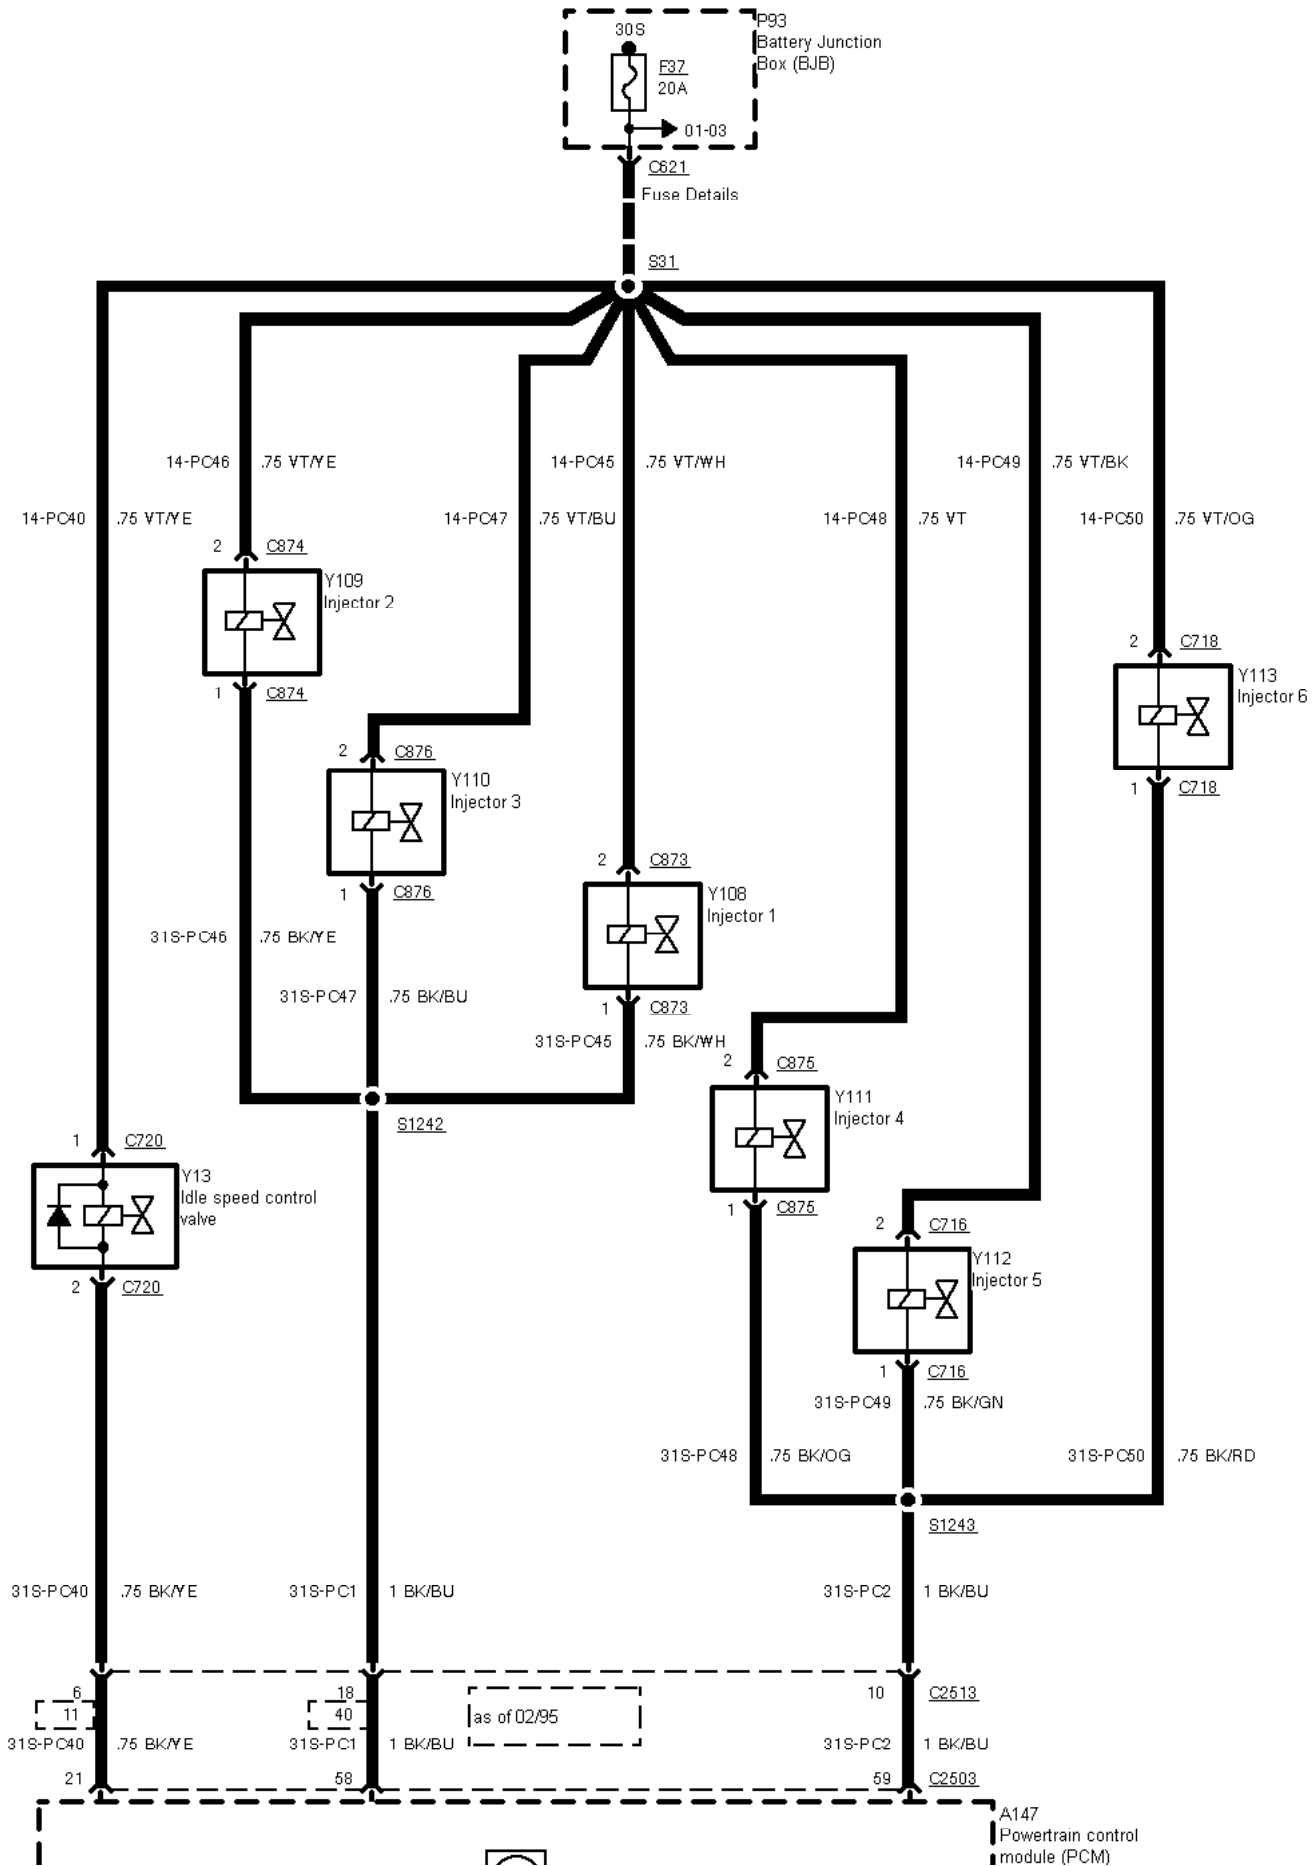 P93
30S
Battery Junction
Box (BJB)
F37
20A
01-03
C621
Fuse Details
S31
14-PC46 .75 VT/YE
14-PC45 .75 VT/WH
14-PC49 .75 VT/BK
14-PC40 .75 VT/YE
14-PC47 .75 VT/BU
14-PC48 .75 VT
14-PC50 .75 VT/OG
2 C874
Y109
Injector 2
1 C874
2 C718
Y113
Injector 6
1 C718
2 C876
Y110
Injector 3
1 C876
2 C873
Y108
Injector 1
1 C873
31S-PC46 .75 BK/YE
31S-PC47 .75 BK/BU
31S-PC45 .75 BK/WH
2 C875
Y111
Injector 4
1 C875
S1242
1 C720
Y13
Idle speed control
valve
2 C720
2 C716
Y112
Injector 5
1 C716
31S-PC49 .75 BK/GN
31S-PC48 .75 BK/OG
31S-PC50 .75 BK/RD
S1243
31S-PC40 .75 BK/YE
31S-PC1 1 BK/BU
31S-PC2 1 BK/BU
6 18 10 C2513
11 40 as of 02/95
31S-PC40 .75 BK/YE
31S-PC1 1 BK/BU
31S-PC2 1 BK/BU
21 58 59 C2503
A147
Powertrain control
module (PCM)